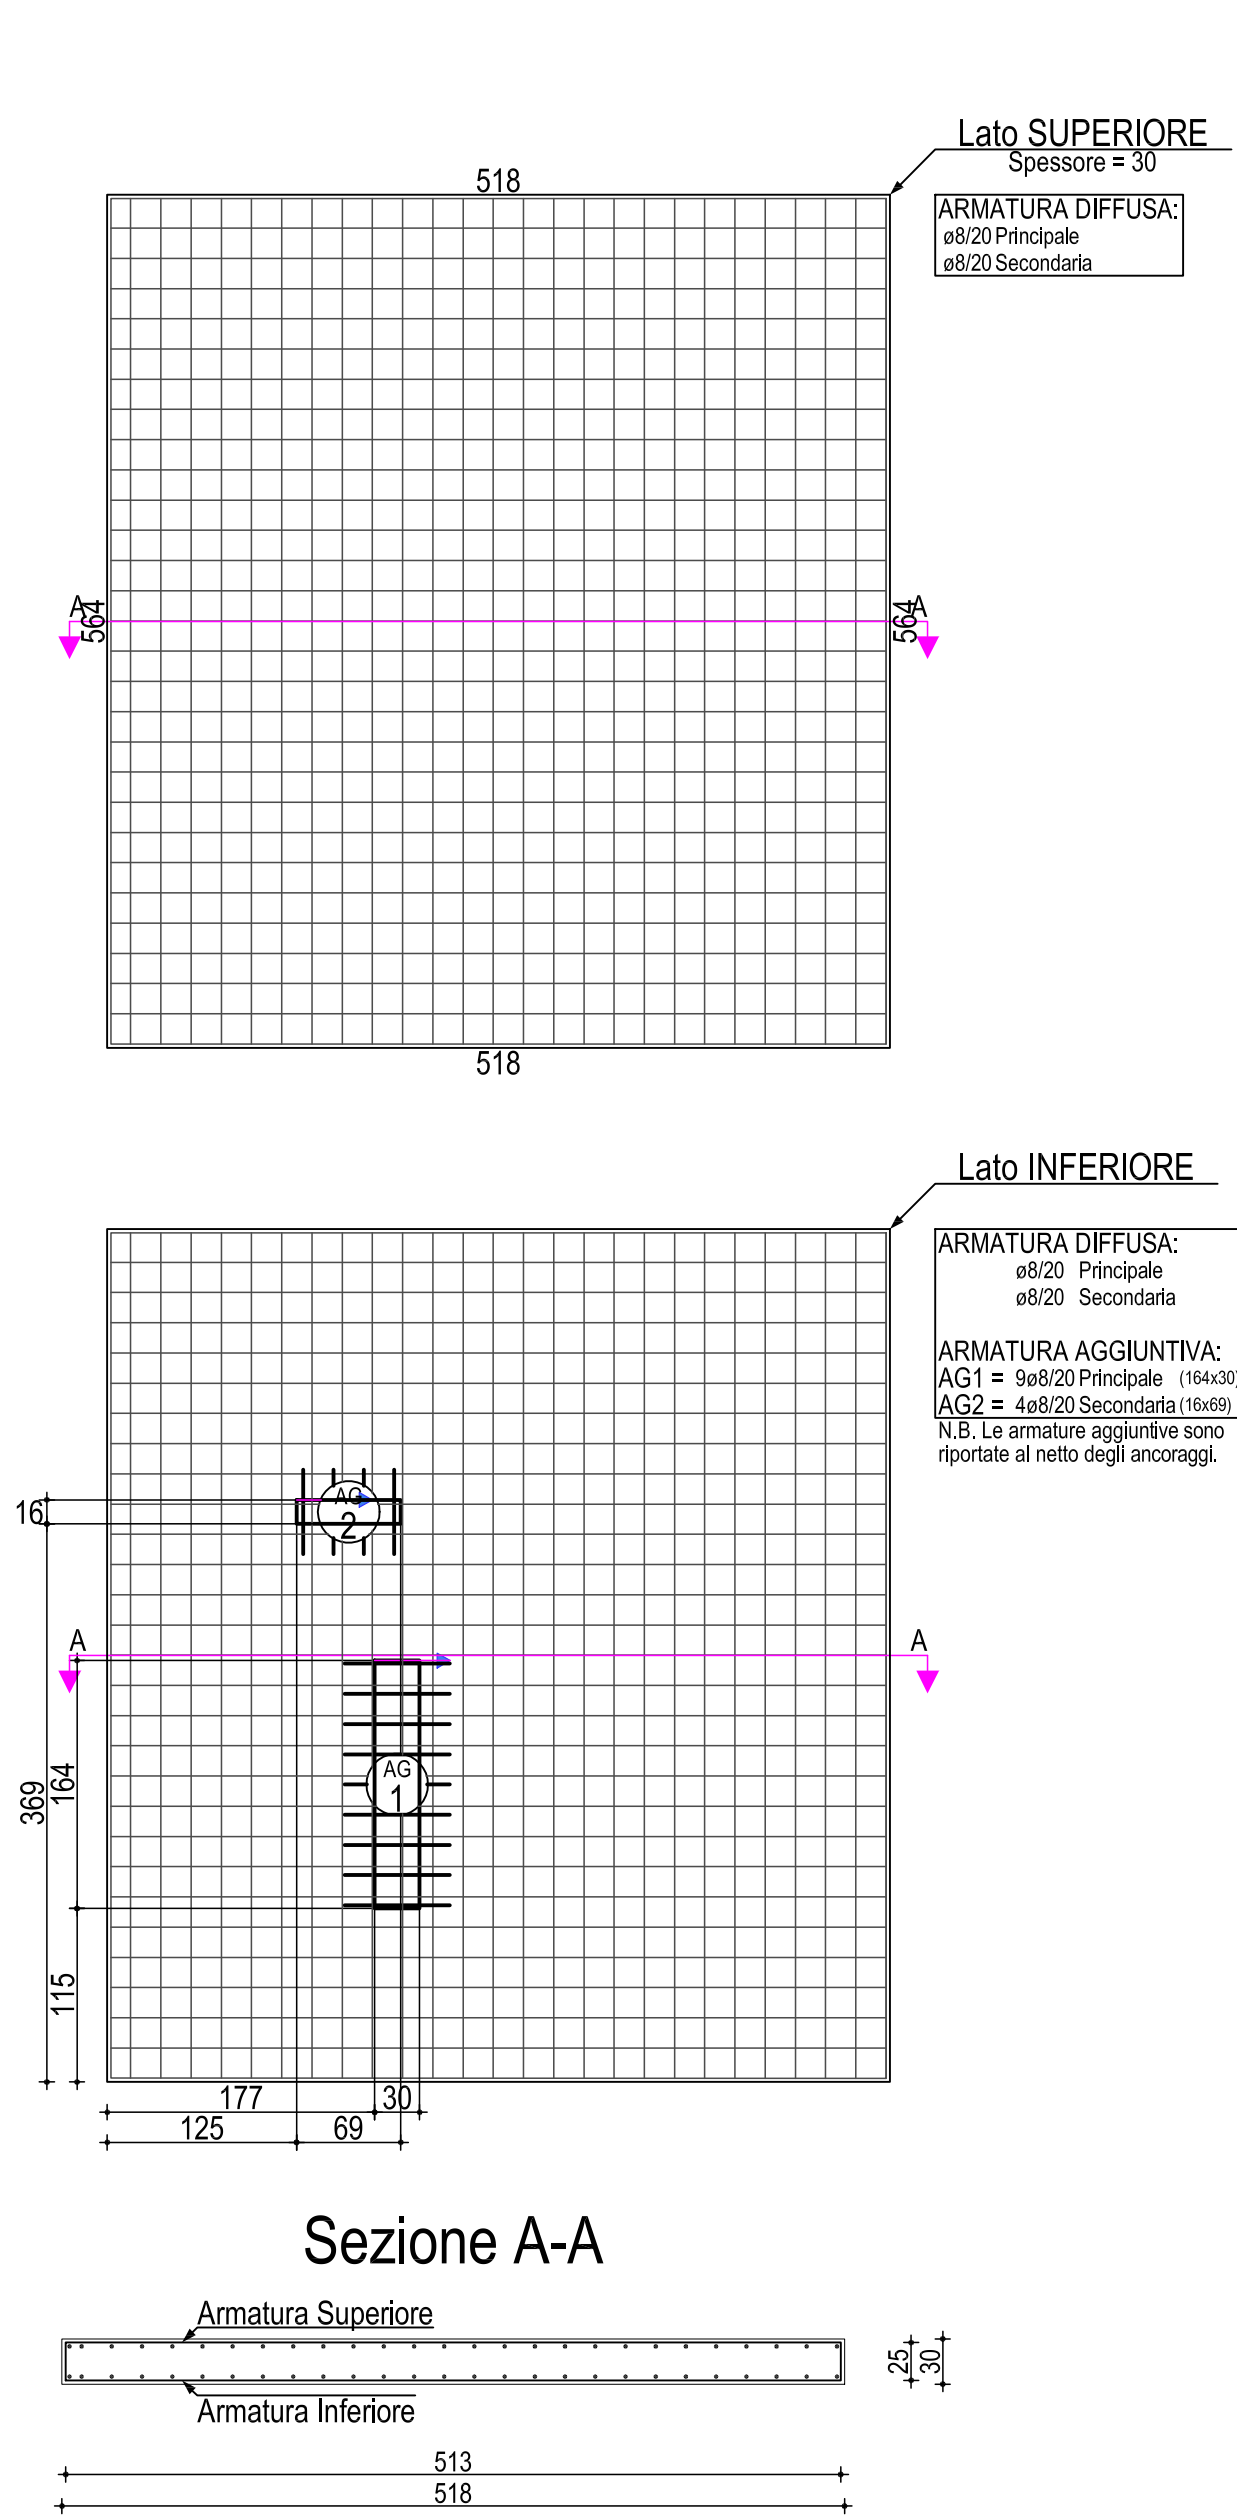 Lato SUPERIORE
Spessore = 30
518
ARMATURA DIFFUSA:
ø8/20 Principale
ø8/20 Secondaria
A
564
564
A
518
Lato INFERIORE
ARMATURA DIFFUSA:
ø8/20 Principale
ø8/20 Secondaria
ARMATURA AGGIUNTIVA:
AG1 = 9ø8/20 Principale (164x30)
AG2 = 4ø8/20 Secondaria (16x69)
N.B. Le armature aggiuntive sono
riportate al netto degli ancoraggi.
16
AG
2
A
A
369
164
AG
1
115
177
30
125
69
Sezione A-A
Armatura Superiore
25
30
Armatura Inferiore
513
518